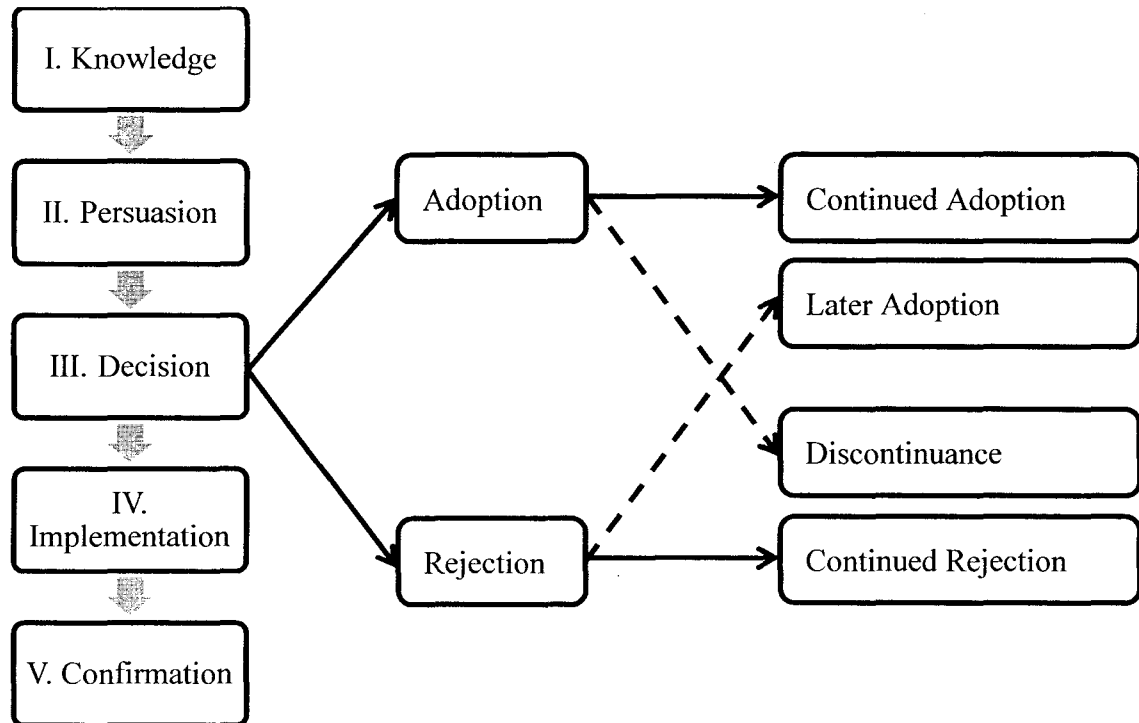 I. Knowledge
II. Persuasion
III. Decision
IV.
Implementation
V. Confirmation
Adoption
Rejection
Continued Adoption
Later Adoption
Discontinuance
Continued Rejection